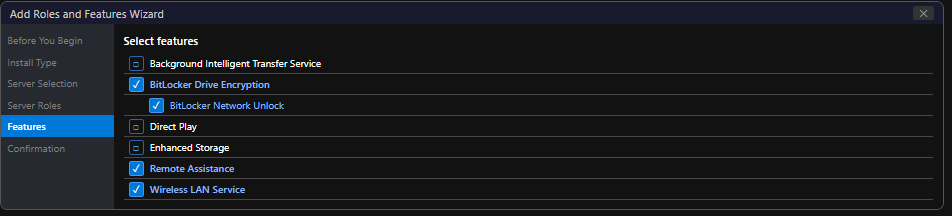 Add Roles and Features Wizard
Before You Begin
Install Type
Server Selection
Server Roles
Features
Confirmation
Select features
Background Intelligent Transfer Service
BitLocker Drive Encryption
BitLocker Network Unlock
Direct Play
Enhanced Storage
Remote Assistance
Wireless LAN Service